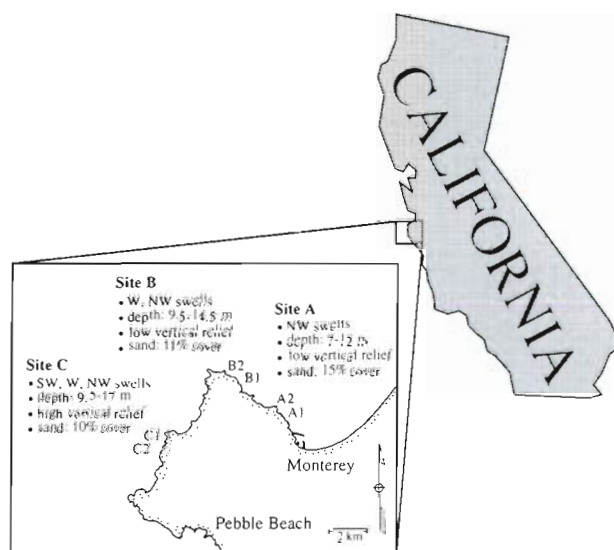 CALIFORNIA
Site B
• W, NW swells
• depth: 9.5-14.5 m
• low vertical relief
• sand: 11% cover
Site A
• NW swells
• depth: 7-12 m
• low vertical relief
• sand: 15% cover
Site C
• SW, W, NW swells
• depth: 9.5-17 m
• high vertical relief
• sand: 10% cover
B2
B1
A2
A1
C1
C2
Monterey
Pebble Beach
2 km